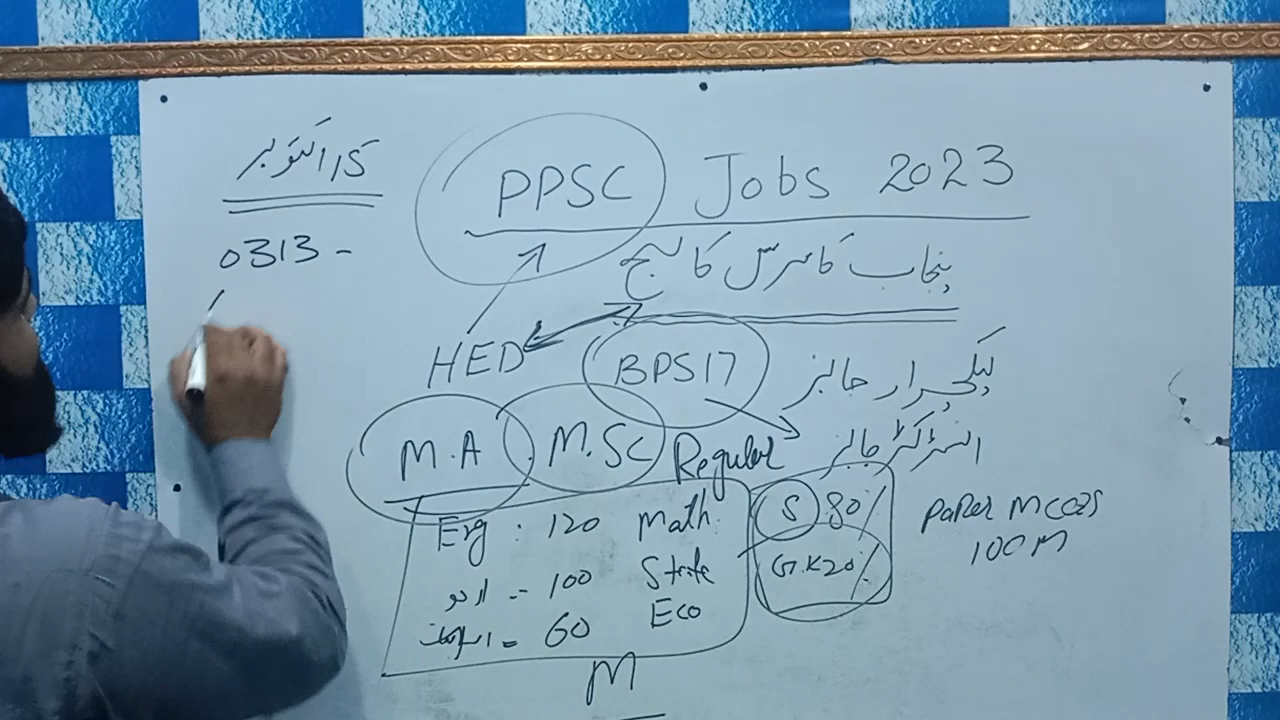 15 اکتوبر
PPSC Jobs 2023
0313 -
پنجاب کامرس کالج
HED BPS17
لیکچرار جابز
M.A M.Sc Regular
انسٹرکٹر جابز
Eng : 120 Math
S 80%
Paper MCQs
100 M
اردو -- 100 State
G.K 20%
اسلامیات = 60 Eco
M